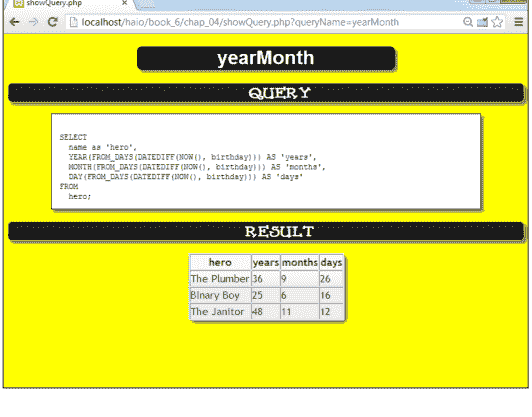 showQuery.php
localhost/haio/book_6/chap_04/showQuery.php?queryName=yearMonth
yearMonth
QUERY
SELECT
name as 'hero',
YEAR(FROM_DAYS(DATEDIFF(NOW(), birthday))) AS 'years',
MONTH(FROM_DAYS(DATEDIFF(NOW(), birthday))) AS 'months',
DAY(FROM_DAYS(DATEDIFF(NOW(), birthday))) AS 'days'
FROM
hero;
RESULT
hero years months days
The Plumber 36 9 26
Binary Boy 25 6 16
The Janitor 48 11 12